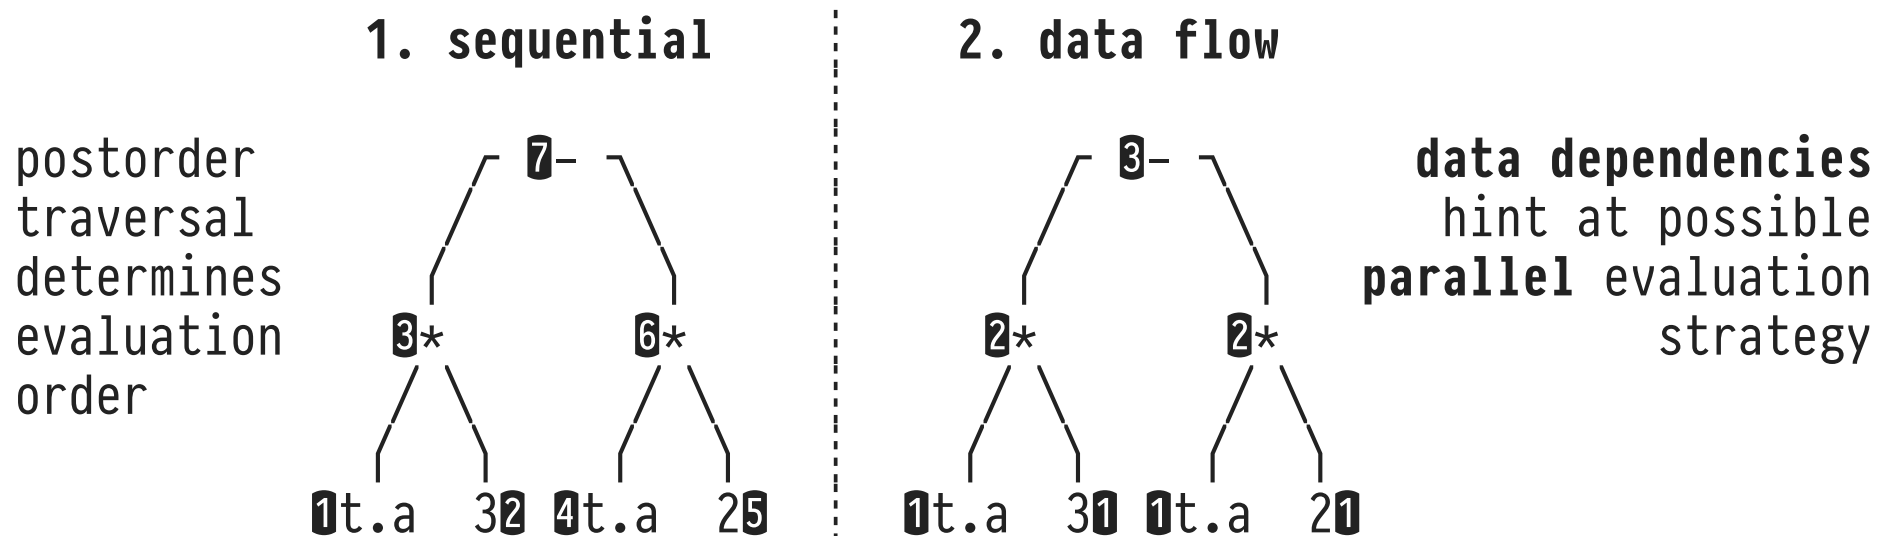 1. sequential
2. data flow
postorder
traversal
determines
evaluation
order
7-
3*
6*
1t.a 32 4t.a 25
3-
2*
2*
1t.a 31 1t.a 21
data dependencies
hint at possible
parallel evaluation
strategy